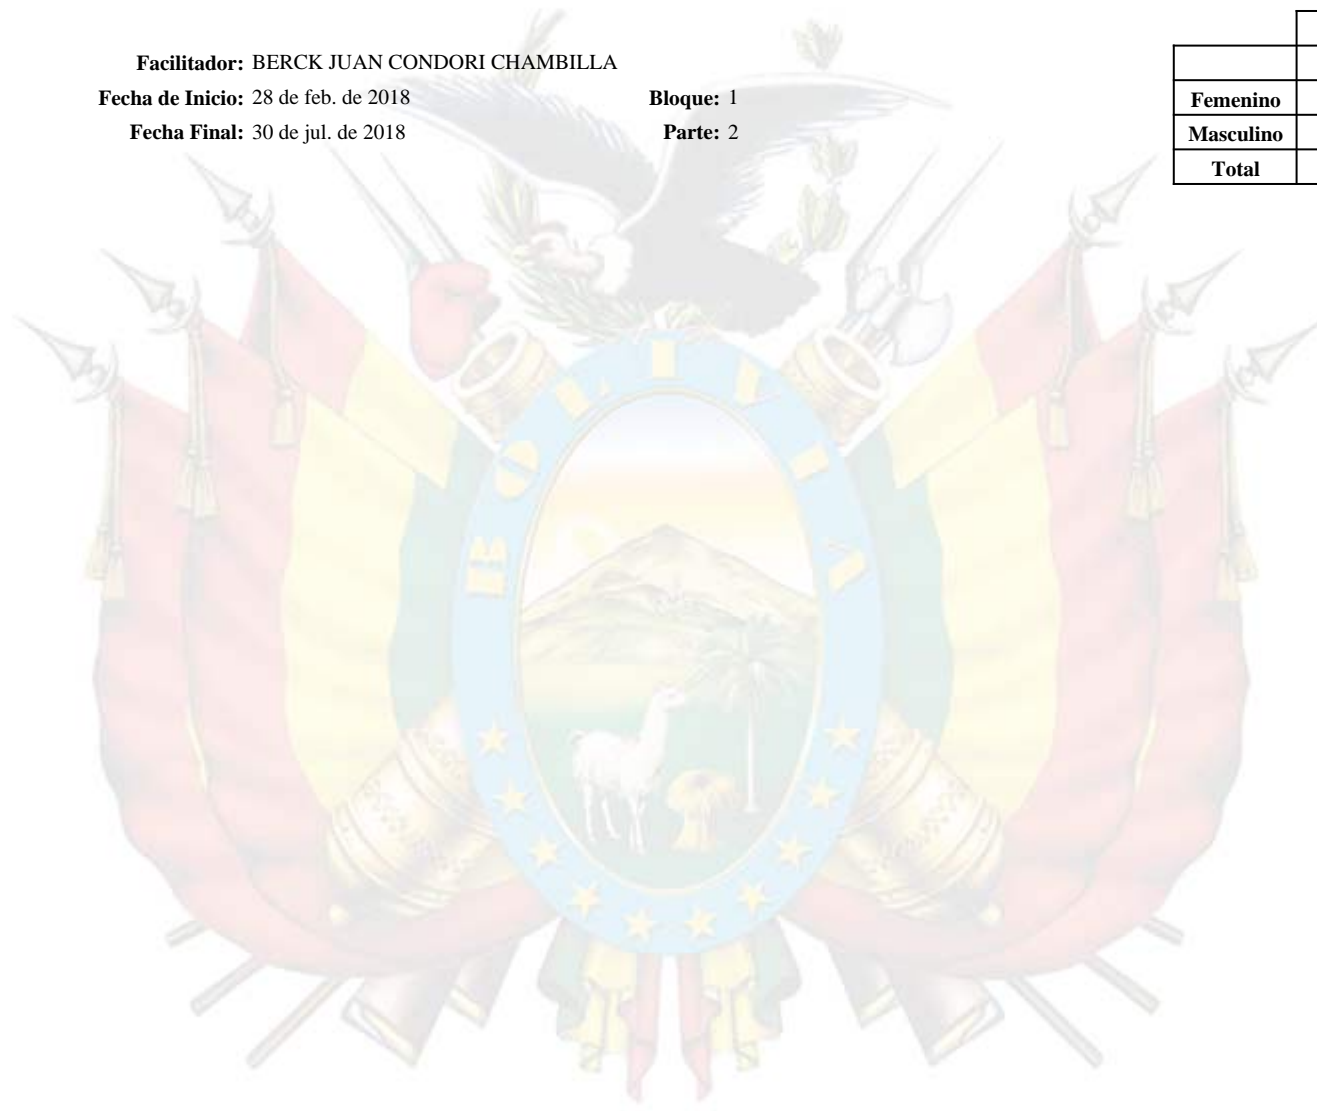 Facilitador: BERCK JUAN CONDORI CHAMBILLA
Fecha de Inicio: 28 de feb. de 2018 Bloque: 1
Fecha Final: 30 de jul. de 2018 Parte: 2
Femenino
Masculino
Total
BOLIVIA